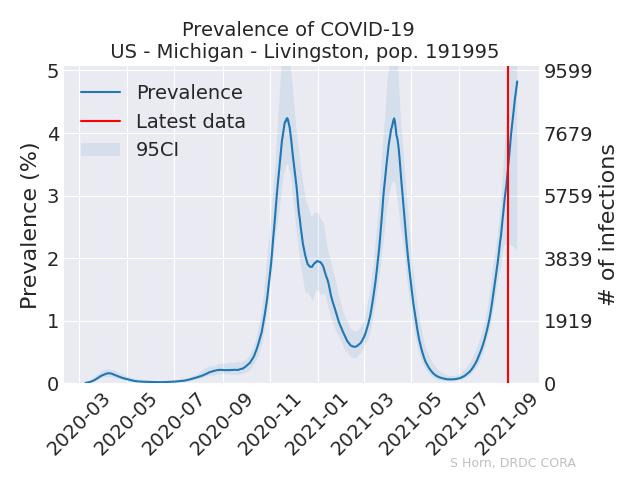 Prevalence of COVID-19
US - Michigan - Livingston, pop. 191995
Prevalence
Latest data
95CI
Prevalence (%)
5
4
3
2
1
0
9599
7679
5759
3839
1919
0
# of infections
2020-03
2020-05
2020-07
2020-09
2020-11
2021-01
2021-03
2021-05
2021-07
2021-09
S Horn, DRDC CORA